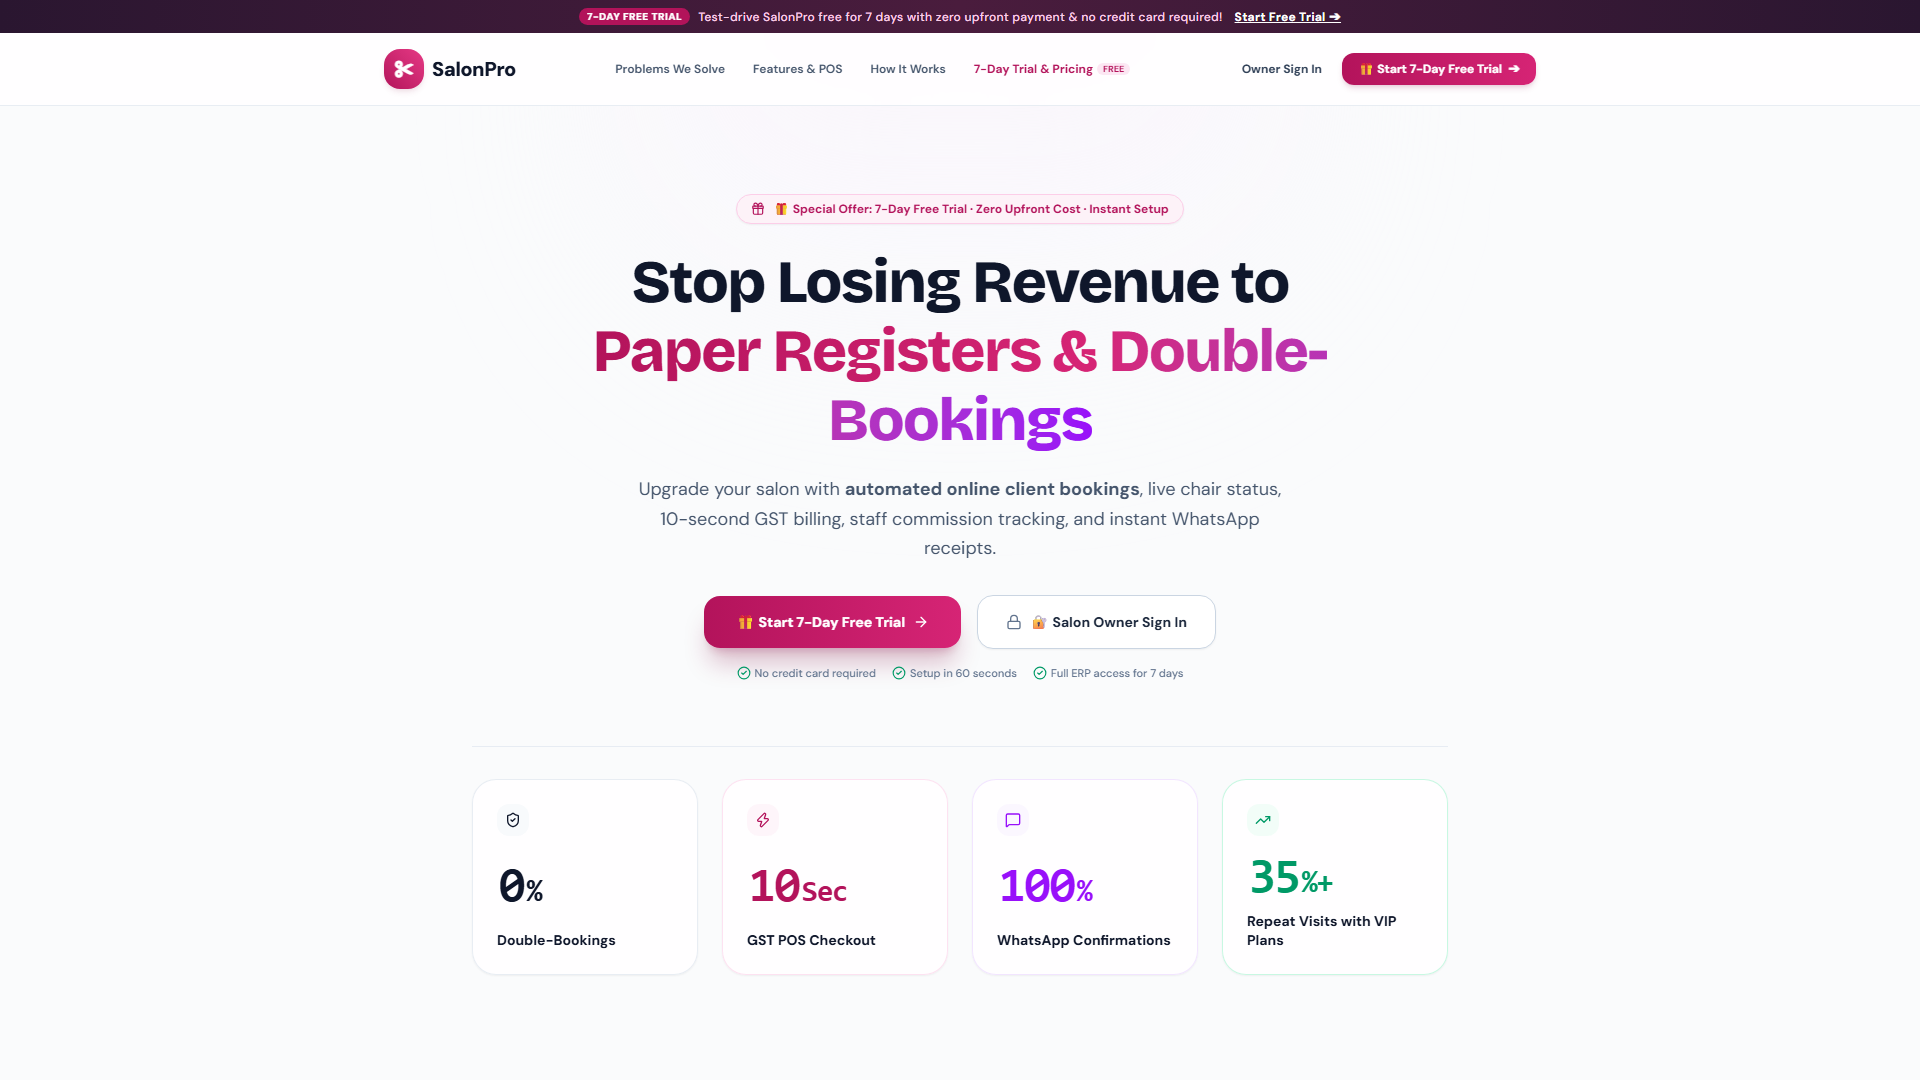 7-DAY FREE TRIAL Test-drive SalonPro free for 7 days with zero upfront payment & no credit card required! Start Free Trial ➔
SalonPro
Problems We Solve
Features & POS
How It Works
7-Day Trial & Pricing FREE
Owner Sign In
🎁 Start 7-Day Free Trial ➔
🎁 Special Offer: 7-Day Free Trial · Zero Upfront Cost · Instant Setup
Stop Losing Revenue to
Paper Registers & Double-
Bookings
Upgrade your salon with automated online client bookings, live chair status,
10-second GST billing, staff commission tracking, and instant WhatsApp
receipts.
🎁 Start 7-Day Free Trial →
🔐 Salon Owner Sign In
No credit card required
Setup in 60 seconds
Full ERP access for 7 days
0%
Double-Bookings
10Sec
GST POS Checkout
100%
WhatsApp Confirmations
35%+
Repeat Visits with VIP
Plans